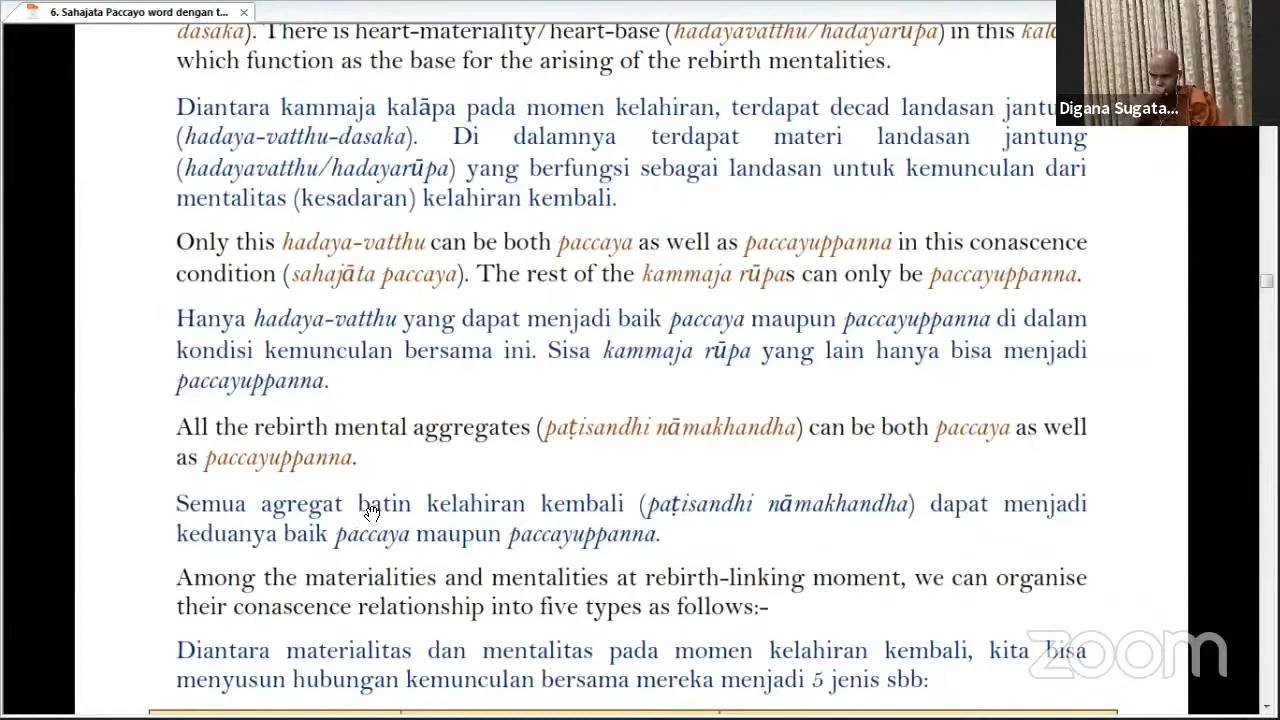 6. Sahajata Paccayo word dengan t...
dasaka). There is heart-materiality/heart-base (hadayavatthu/hadayarūpa) in this
which function as the base for the arising of the rebirth mentalities.
Diantara kammaja kalāpa pada momen kelahiran, terdapat decad landasan
(hadaya-vatthu-dasaka). Di dalamnya terdapat materi landasan jantung
(hadayavatthu/hadayarūpa) yang berfungsi sebagai landasan untuk kemunculan dari
mentalitas (kesadaran) kelahiran kembali.
Only this hadaya-vatthu can be both paccaya as well as paccayuppanna in this conascence
condition (sahajāta paccaya). The rest of the kammaja rūpas can only be paccayuppanna.
Hanya hadaya-vatthu yang dapat menjadi baik paccaya maupun paccayuppanna di dalam
kondisi kemunculan bersama ini. Sisa kammaja rūpa yang lain hanya bisa menjadi
paccayuppanna.
All the rebirth mental aggregates (paṭisandhi nāmakhandha) can be both paccaya as well
as paccayuppanna.
Semua agregat batin kelahiran kembali (paṭisandhi nāmakhandha) dapat menjadi
keduanya baik paccaya maupun paccayuppanna.
Among the materialities and mentalities at rebirth-linking moment, we can organise
their conascence relationship into five types as follows:-
Diantara materialitas dan mentalitas pada momen kelahiran kembali, kita bisa
menyusun hubungan kemunculan bersama mereka menjadi 5 jenis sbb:
Digana Sugata...
zoom